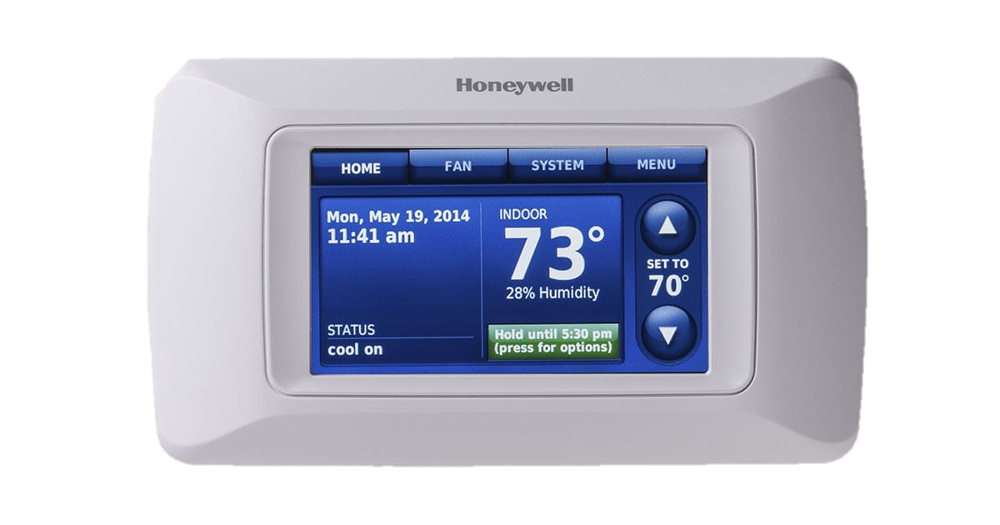 Honeywell
HOME
FAN
SYSTEM
MENU
Mon, May 19, 2014
11:41 am
STATUS
cool on
INDOOR
73°
28% Humidity
Hold until 5:30 pm
(press for options)
SET TO
70°